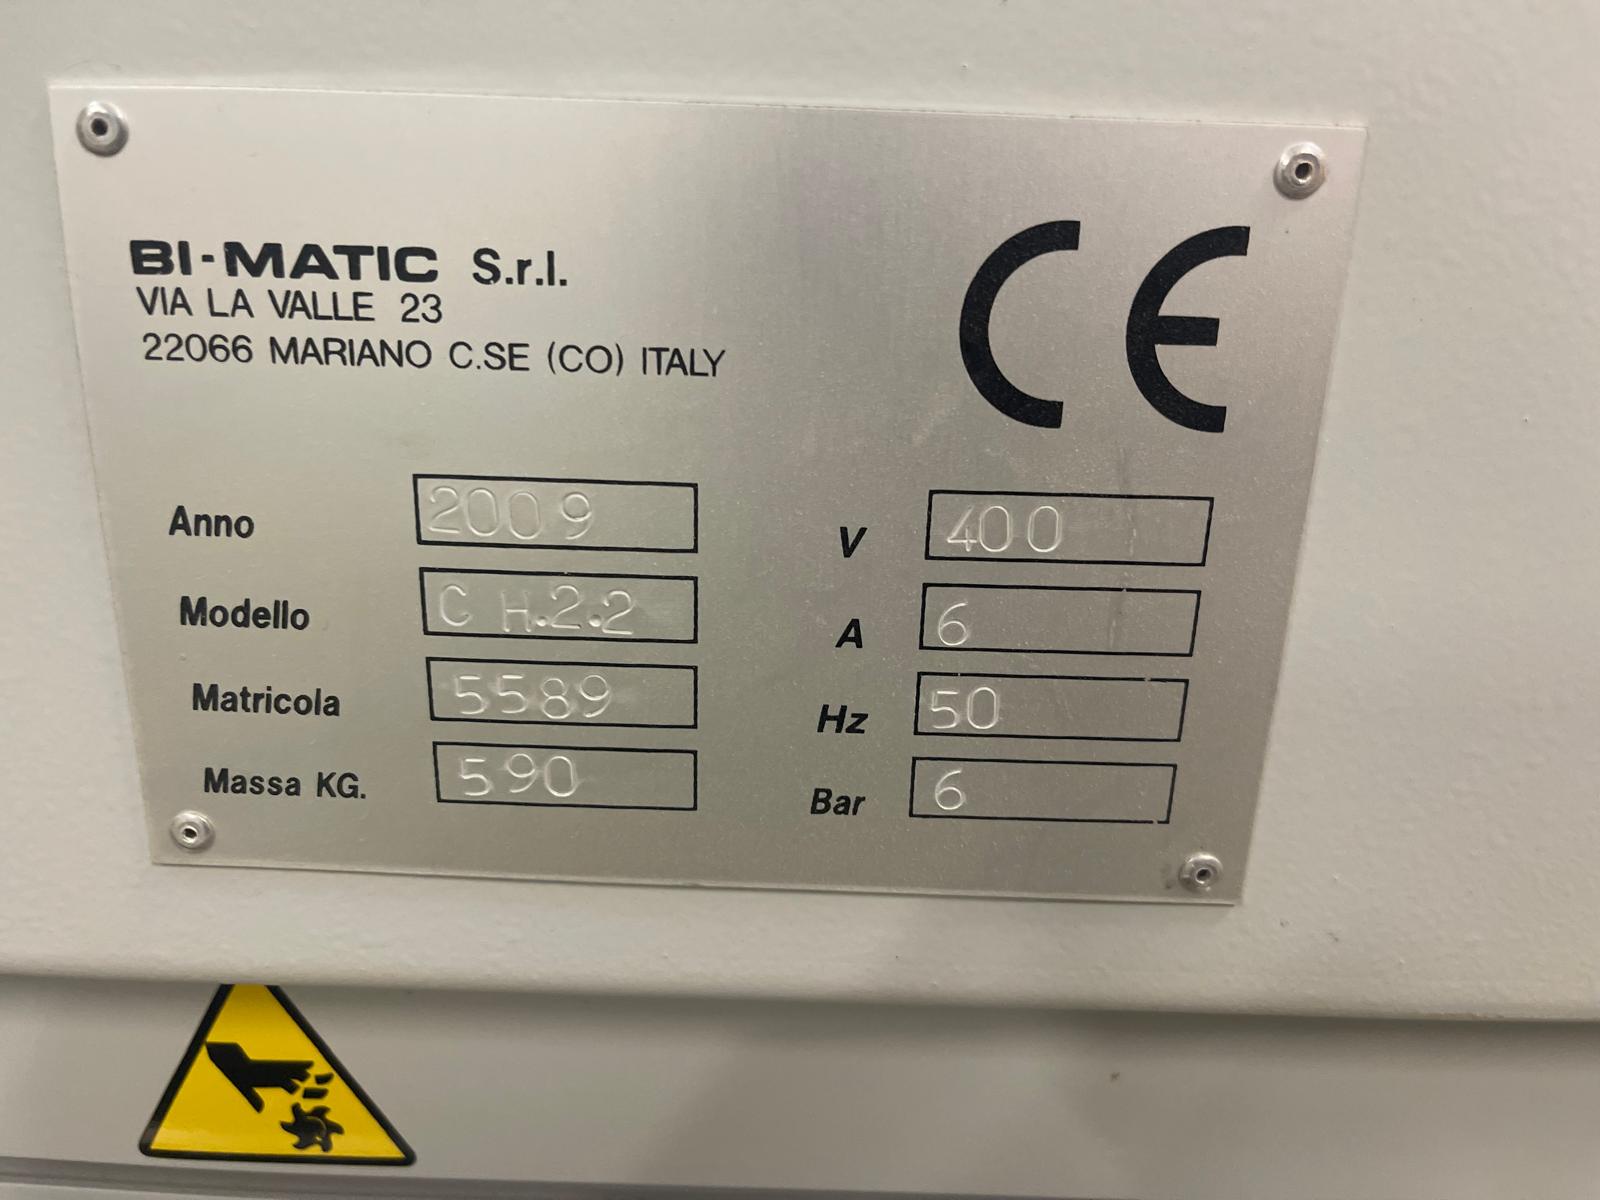 BI-MATIC S.r.l.
VIA LA VALLE 23
22066 MARIANO C.SE (CO) ITALY
CE
Anno 2009
Modello CH.2.2
Matricola 5589
Massa KG. 590
V 400
A 6
Hz 50
Bar 6